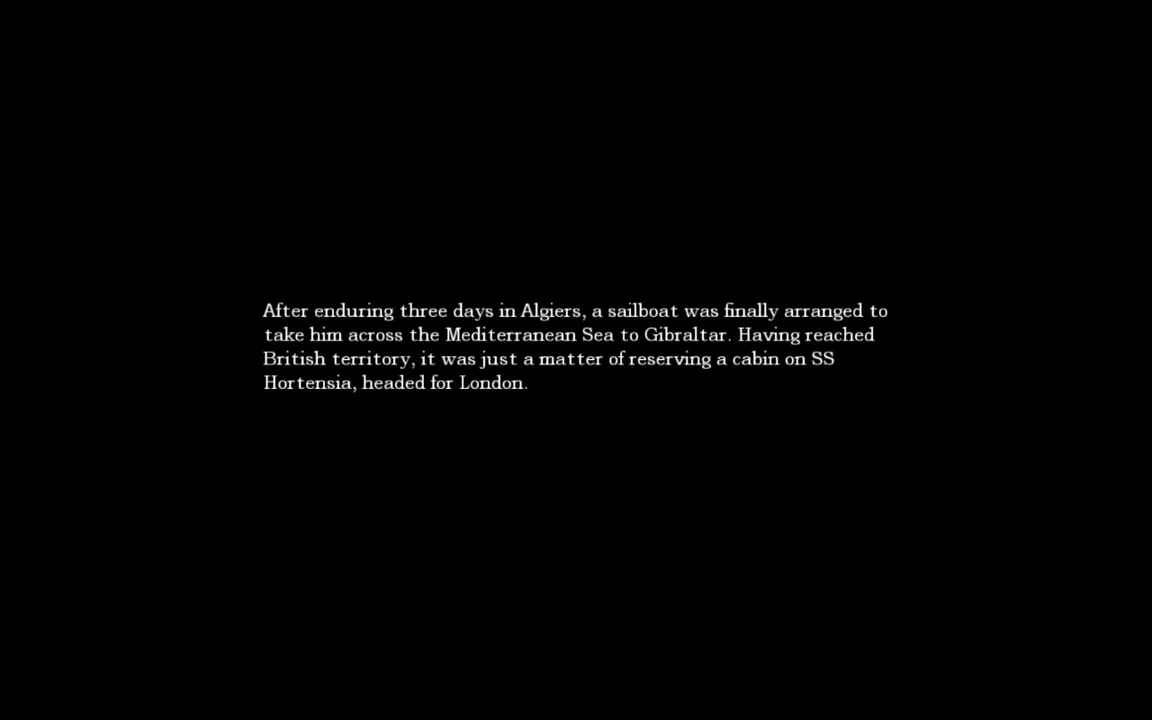 After enduring three days in Algiers, a sailboat was finally arranged to
take him across the Mediterranean Sea to Gibraltar. Having reached
British territory, it was just a matter of reserving a cabin on SS
Hortensia, headed for London.